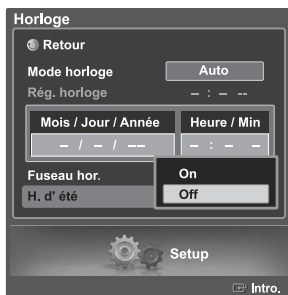 Horloge
Retour
Mode horloge Auto
Rég. horloge – : – --
Mois / Jour / Année Heure / Min
– / – / -- – : – –
Fuseau hor. On
H. d' été Off
Setup
Intro.